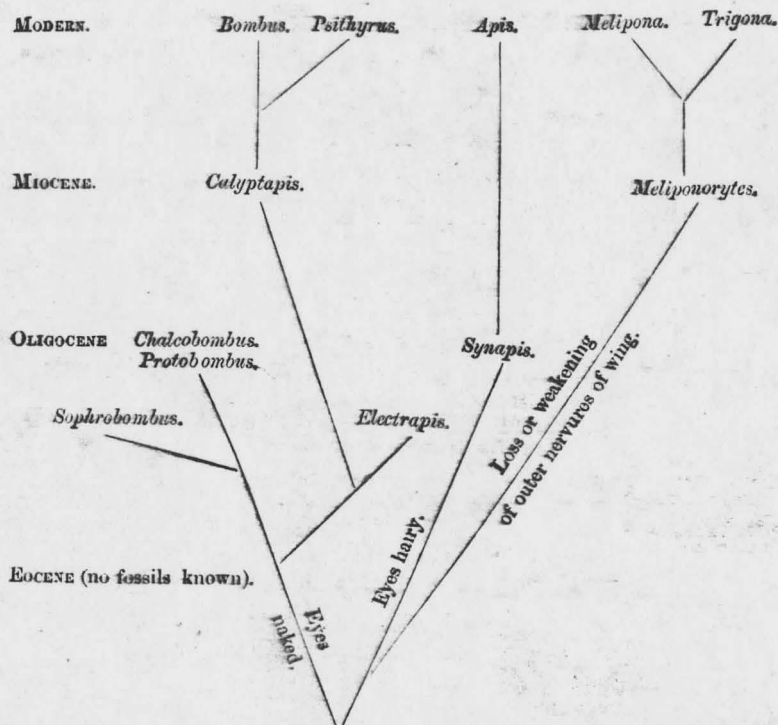 MODERN. Bombus. Psithyrus. Apis. Melipona. Trigona.
MIOCENE. Calyptapis. Meliponorytes.
OLIGOCENE Chalcobombus. Synapis.
Protobombus.
Sophrobombus. Electrapis.
Loss or weakening
of outer nervures of wing.
Eyes hairy.
EOCENE (no fossils known).
Eyes
naked.